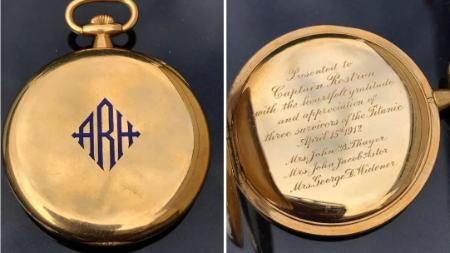 ARH
Presented to
Captain Rostron
with the heartfelt gratitude
and appreciation of
three survivors of the Titanic
April 15th 1912
Mrs. John B. Thayer
Mrs. John Jacob Astor
Mrs. George D. Widener